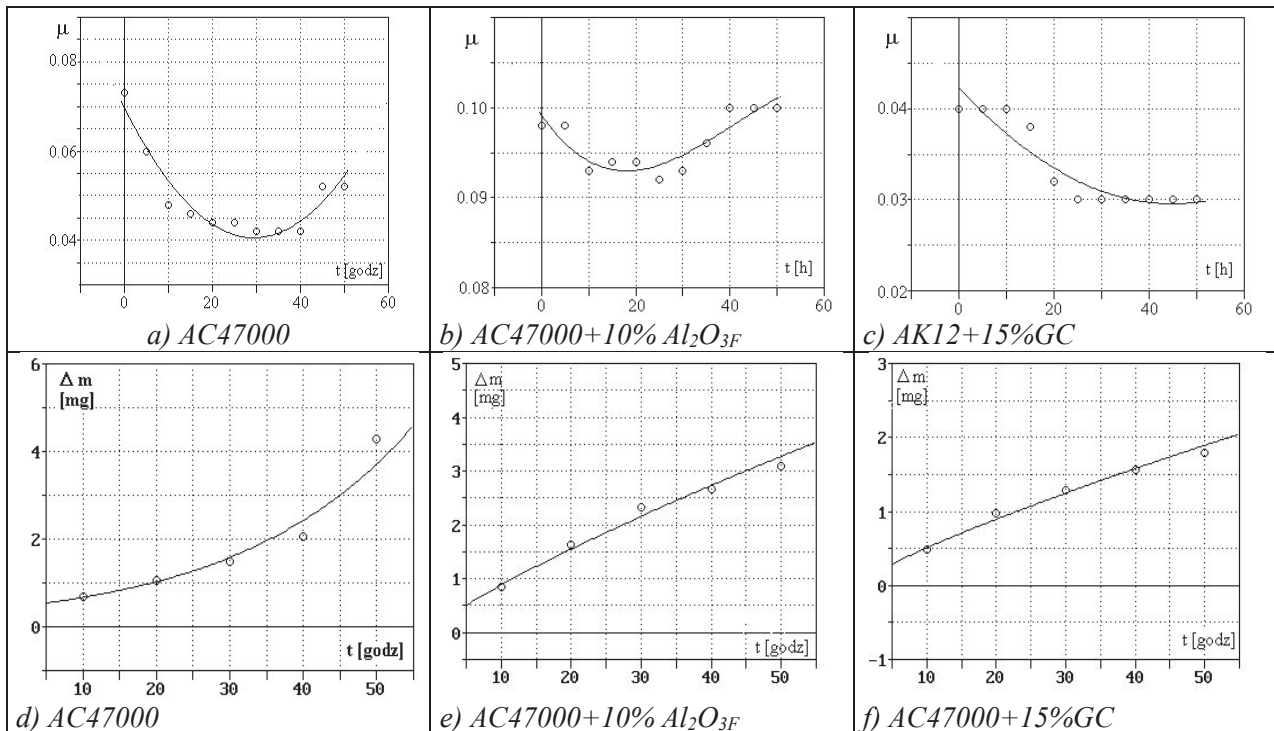 μ
0.08
0.06
0.04
t [godz]
0
20
40
60
a) AC47000
μ
0.10
0.09
0.08
t [h]
0
20
40
60
b) AC47000+10% Al₂O₃F
μ
0.04
0.03
0.02
t [h]
0
20
40
60
c) AK12+15%GC
6
Δ m
[mg]
4
2
0
t [godz]
10 20 30 40 50
d) AC47000
5
Δ m
[mg]
4
3
2
1
0
t [godz]
10 20 30 40 50
e) AC47000+10% Al₂O₃F
3
Δ m
[mg]
2
1
0
t [godz]
-1
10 20 30 40 50
f) AC47000+15%GC